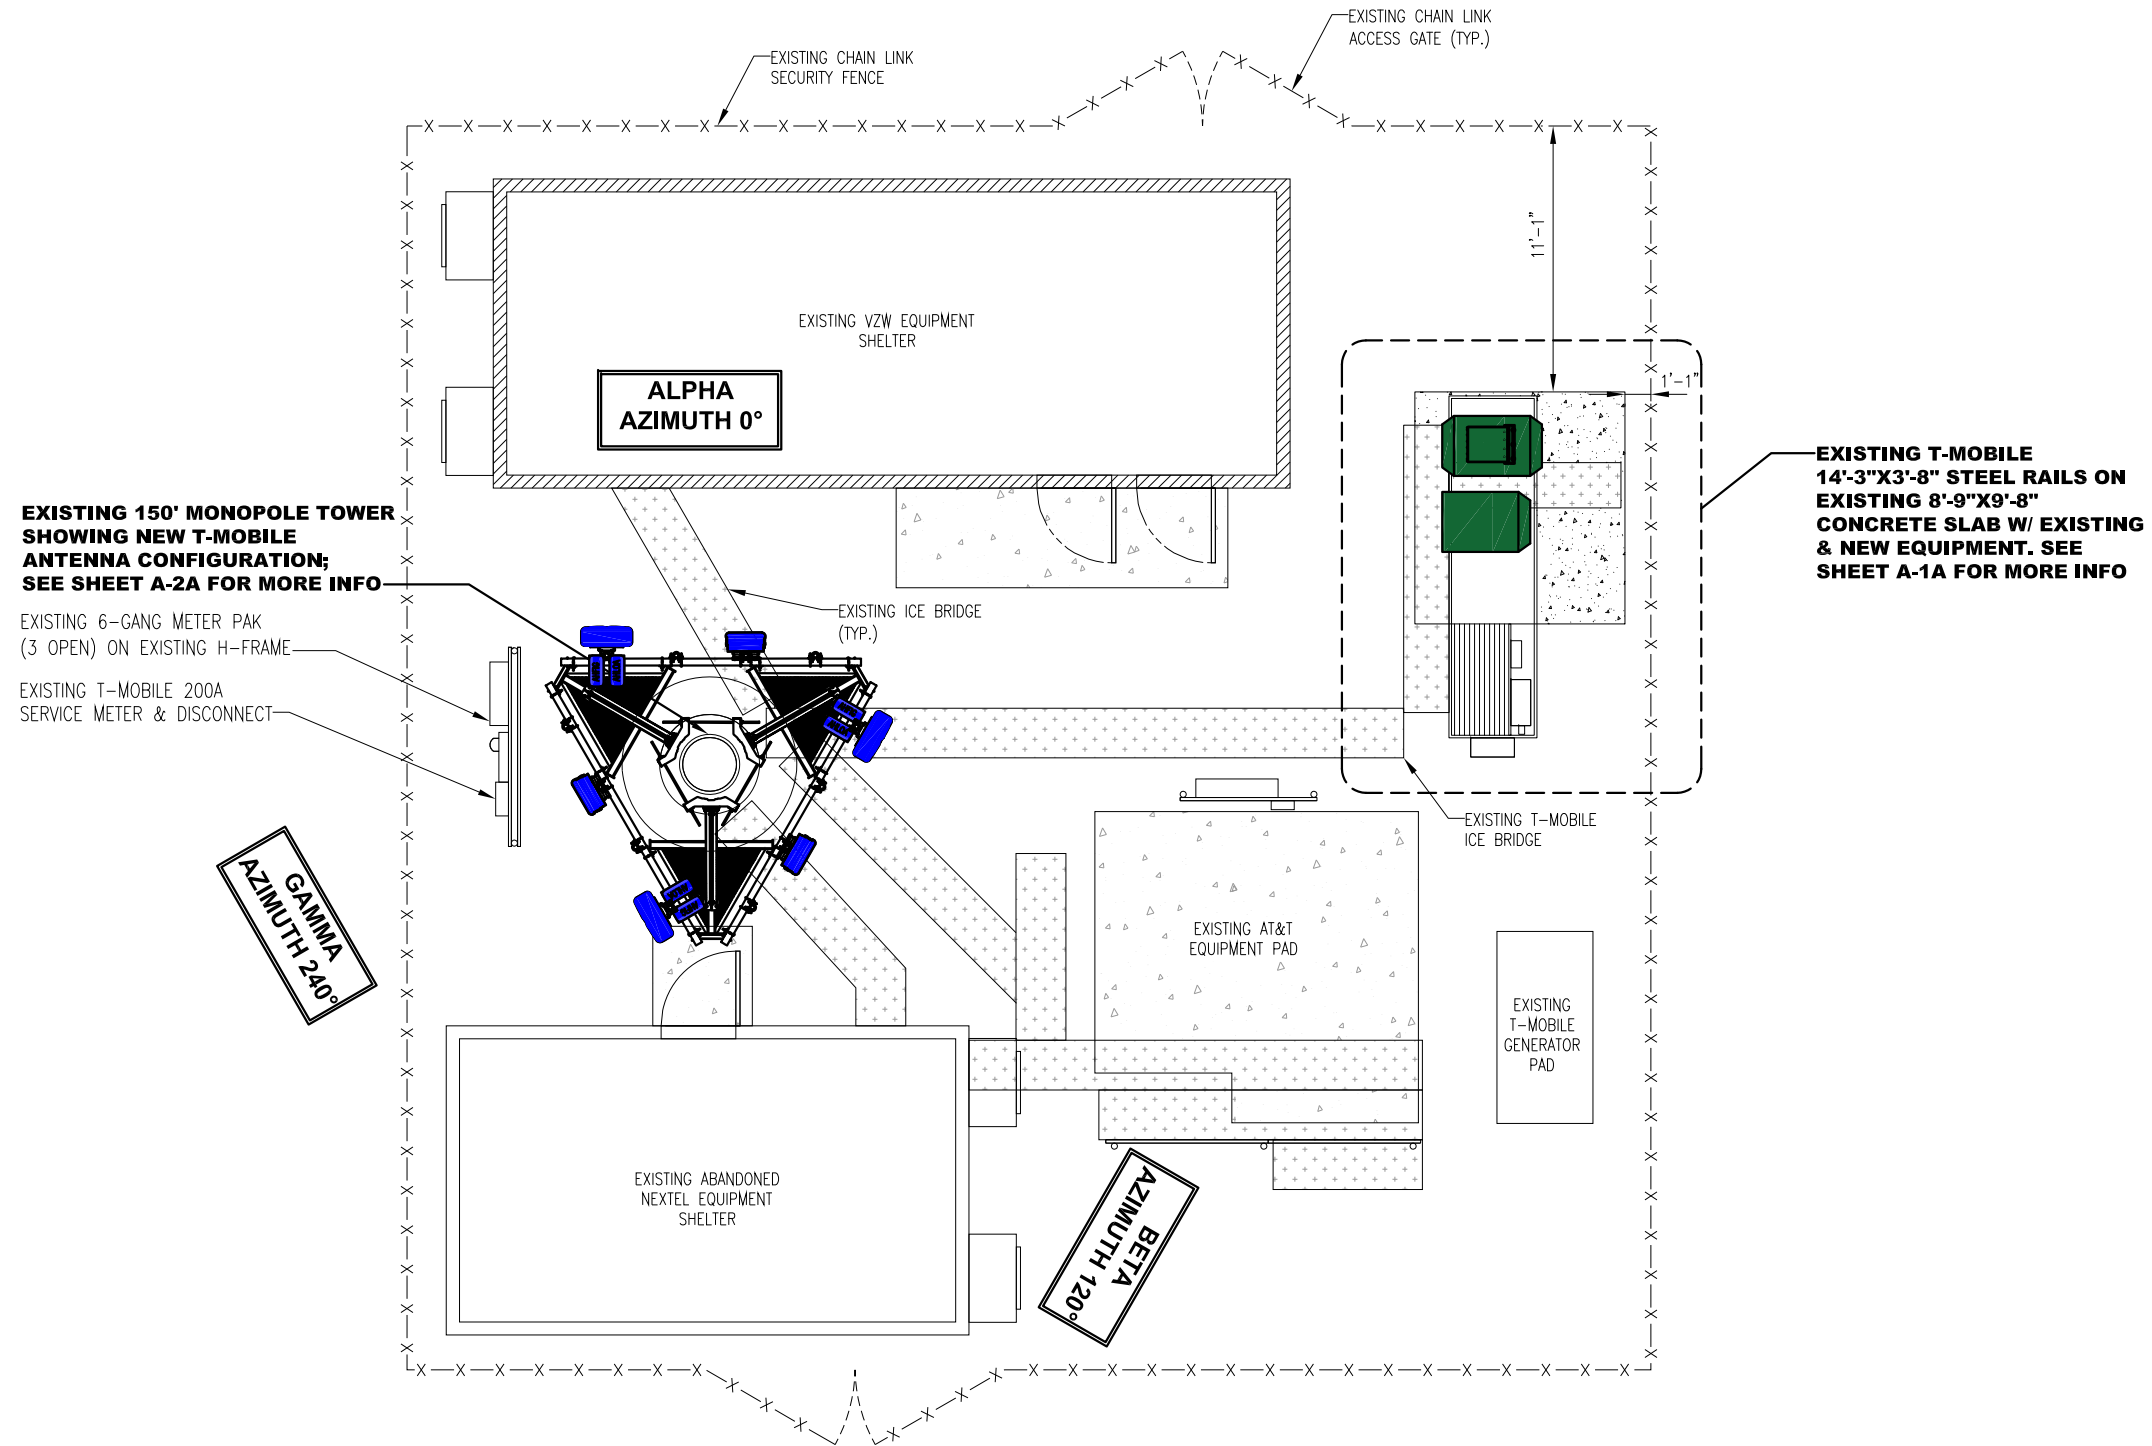 EXISTING CHAIN LINK
ACCESS GATE (TYP.)
EXISTING CHAIN LINK
SECURITY FENCE
11'-1"
EXISTING VZW EQUIPMENT
SHELTER
ALPHA
AZIMUTH 0°
1'-1"
EXISTING T-MOBILE
14'-3"X3'-8" STEEL RAILS ON
EXISTING 8'-9"X9'-8"
CONCRETE SLAB W/ EXISTING
& NEW EQUIPMENT. SEE
SHEET A-1A FOR MORE INFO
EXISTING 150' MONOPOLE TOWER
SHOWING NEW T-MOBILE
ANTENNA CONFIGURATION;
SEE SHEET A-2A FOR MORE INFO
EXISTING 6-GANG METER PAK
(3 OPEN) ON EXISTING H-FRAME
EXISTING T-MOBILE 200A
SERVICE METER & DISCONNECT
EXISTING ICE BRIDGE
(TYP.)
EXISTING T-MOBILE
ICE BRIDGE
GAMMA
AZIMUTH 240°
EXISTING AT&T
EQUIPMENT PAD
EXISTING
T-MOBILE
GENERATOR
PAD
EXISTING ABANDONED
NEXTEL EQUIPMENT
SHELTER
BETA
AZIMUTH 120°